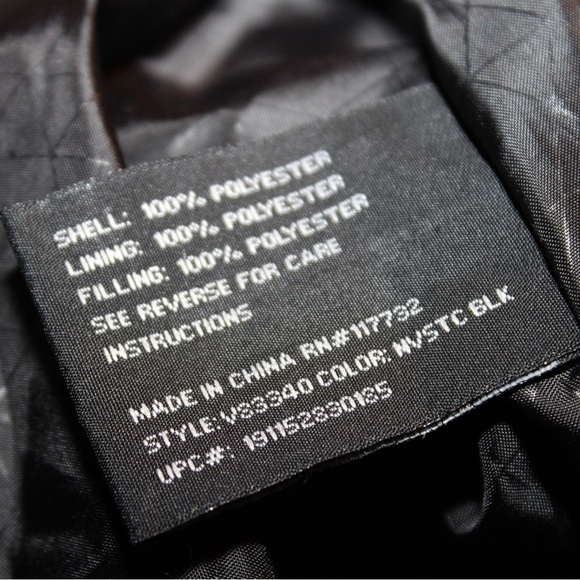 SHELL: 100% POLYESTER
LINING: 100% POLYESTER
FILLING: 100% POLYESTER
SEE REVERSE FOR CARE
INSTRUCTIONS
MADE IN CHINA RN#117732
STYLE: V83340 COLOR: MVSTC BLK
UPC#: 191152830185